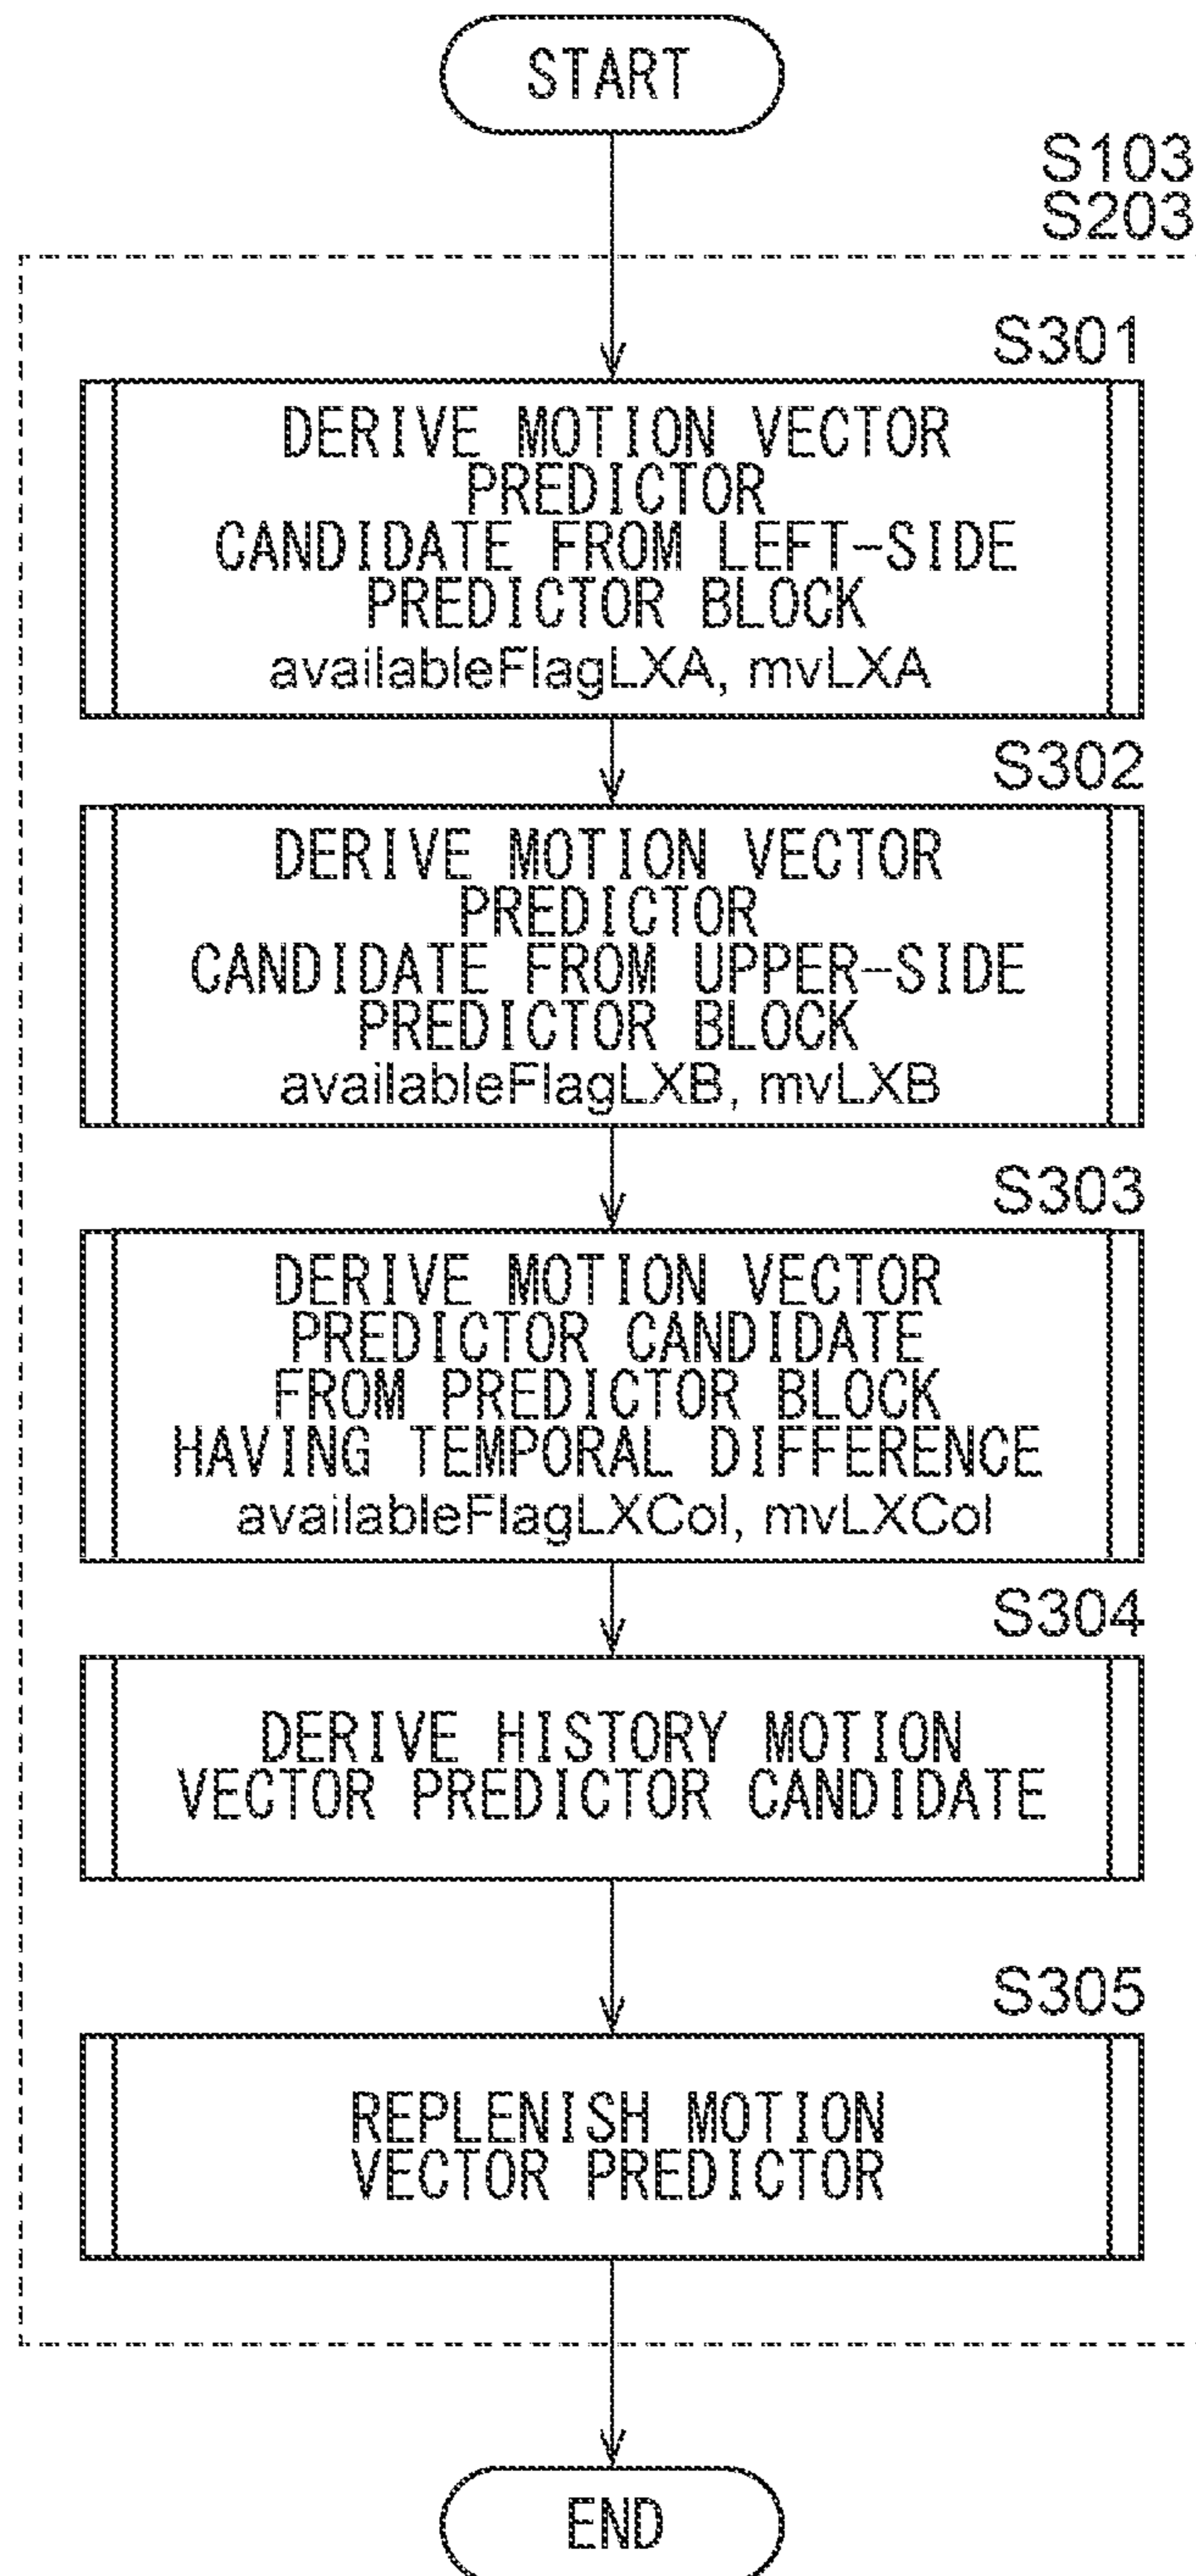 START
S103
S203
S301
DERIVE MOTION VECTOR
PREDICTOR
CANDIDATE FROM LEFT-SIDE
PREDICTOR BLOCK
availableFlagLXA, mvLXA
S302
DERIVE MOTION VECTOR
PREDICTOR
CANDIDATE FROM UPPER-SIDE
PREDICTOR BLOCK
availableFlagLXB, mvLXB
S303
DERIVE MOTION VECTOR
PREDICTOR CANDIDATE
FROM PREDICTOR BLOCK
HAVING TEMPORAL DIFFERENCE
availableFlagLXCol, mvLXCol
S304
DERIVE HISTORY MOTION
VECTOR PREDICTOR CANDIDATE
S305
REPLENISH MOTION
VECTOR PREDICTOR
END